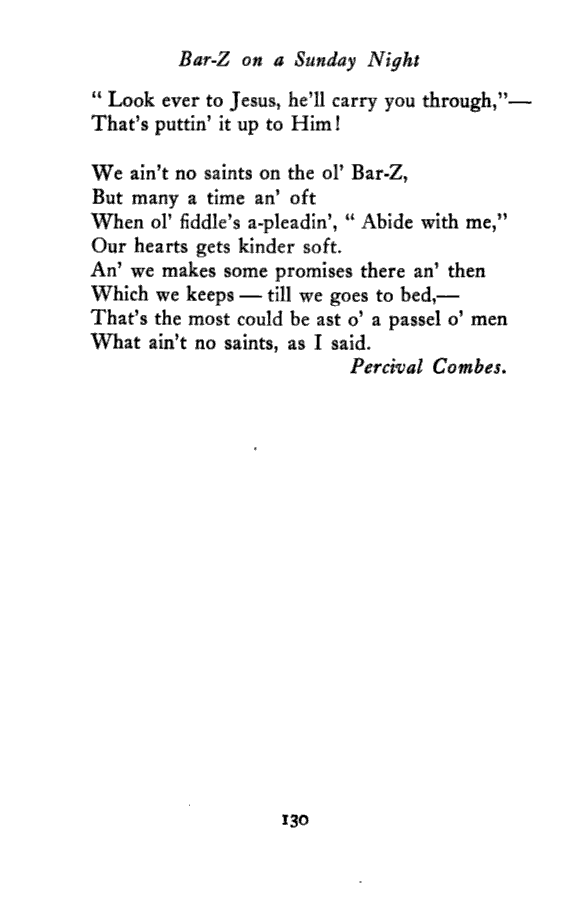 Bar-Z on a Sunday Night
“ Look ever to Jesus, he'll carry you through,”—
That's puttin' it up to Him!
We ain't no saints on the ol' Bar-Z,
But many a time an' oft
When ol' fiddle's a-pleadin', “ Abide with me,”
Our hearts gets kinder soft.
An' we makes some promises there an' then
Which we keeps — till we goes to bed,—
That's the most could be ast o' a passel o' men
What ain't no saints, as I said.
Percival Combes.
130